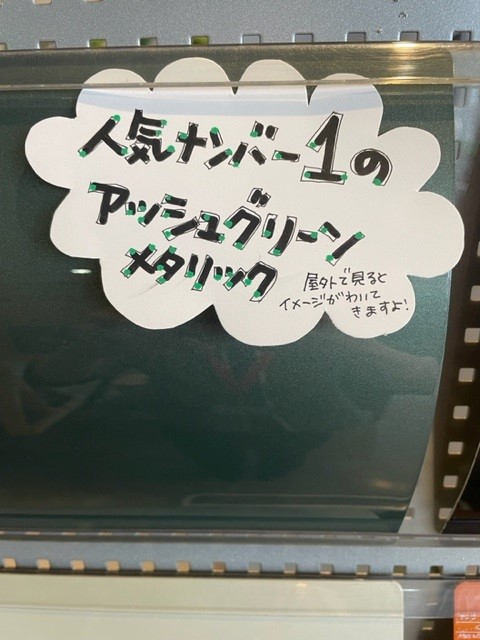 人気ナンバー1の
アッシュグリーン
メタリック
屋外で見ると
イメージがわいて
きますよ!